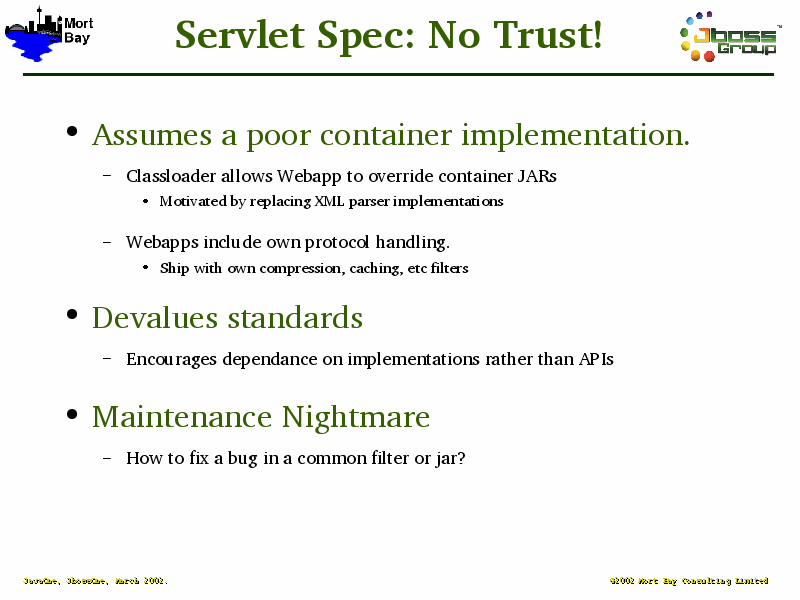 Mort
Bay
Servlet Spec: No Trust!
Jboss
Group
™
• Assumes a poor container implementation.
– Classloader allows Webapp to override container JARs
• Motivated by replacing XML parser implementations
– Webapps include own protocol handling.
• Ship with own compression, caching, etc filters
• Devalues standards
– Encourages dependance on implementations rather than APIs
• Maintenance Nightmare
– How to fix a bug in a common filter or jar?
JavaOne, JbossOne, March 2002.
©2002 Mort Bay Consulting Limited